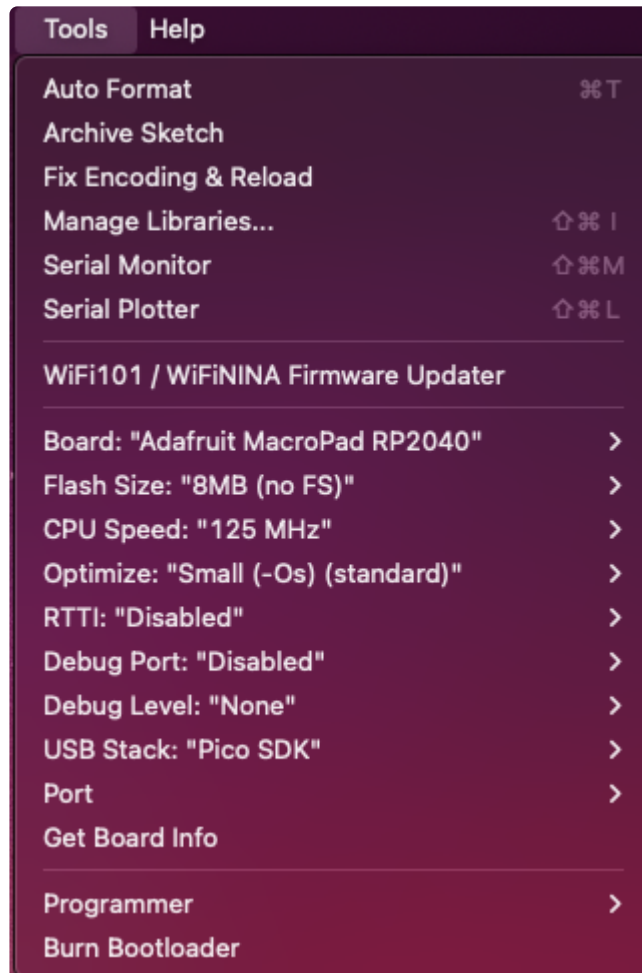 Tools Help
Auto Format ⌘T
Archive Sketch
Fix Encoding & Reload
Manage Libraries... ⇧⌘ I
Serial Monitor ⇧⌘M
Serial Plotter ⇧⌘L
WiFi101 / WiFiNINA Firmware Updater
Board: "Adafruit MacroPad RP2040"
Flash Size: "8MB (no FS)"
CPU Speed: "125 MHz"
Optimize: "Small (-Os) (standard)"
RTTI: "Disabled"
Debug Port: "Disabled"
Debug Level: "None"
USB Stack: "Pico SDK"
Port
Get Board Info
Programmer
Burn Bootloader